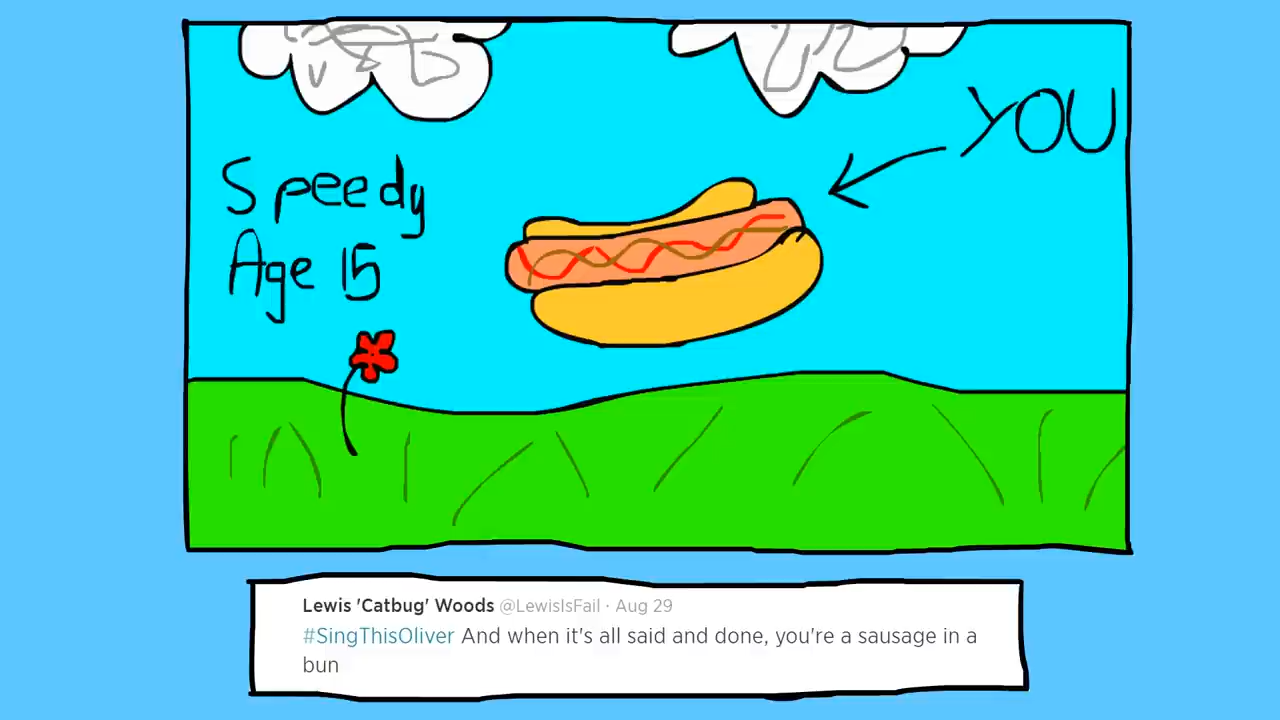 YOU
Speedy
Age 15
Lewis 'Catbug' Woods @LewisIsFail · Aug 29
#SingThisOliver And when it's all said and done, you're a sausage in a
bun